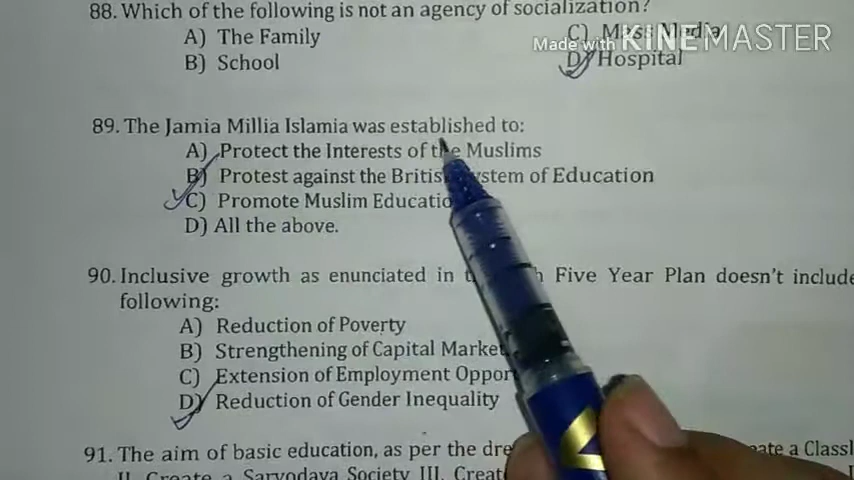 88. Which of the following is not an agency of socialization?
A) The Family
C) Mass Media
Made with KINEMASTER
B) School
D) Hospital
89. The Jamia Millia Islamia was established to:
A) Protect the Interests of the Muslims
B) Protest against the British System of Education
C) Promote Muslim Educatio
D) All the above.
90. Inclusive growth as enunciated in Five Year Plan doesn't include
following:
A) Reduction of Poverty
B) Strengthening of Capital Market
C) Extension of Employment Oppor
D) Reduction of Gender Inequality
91. The aim of basic education, as per the dre eate a Classl
II. Create a Sarvodaya Society III. Creat